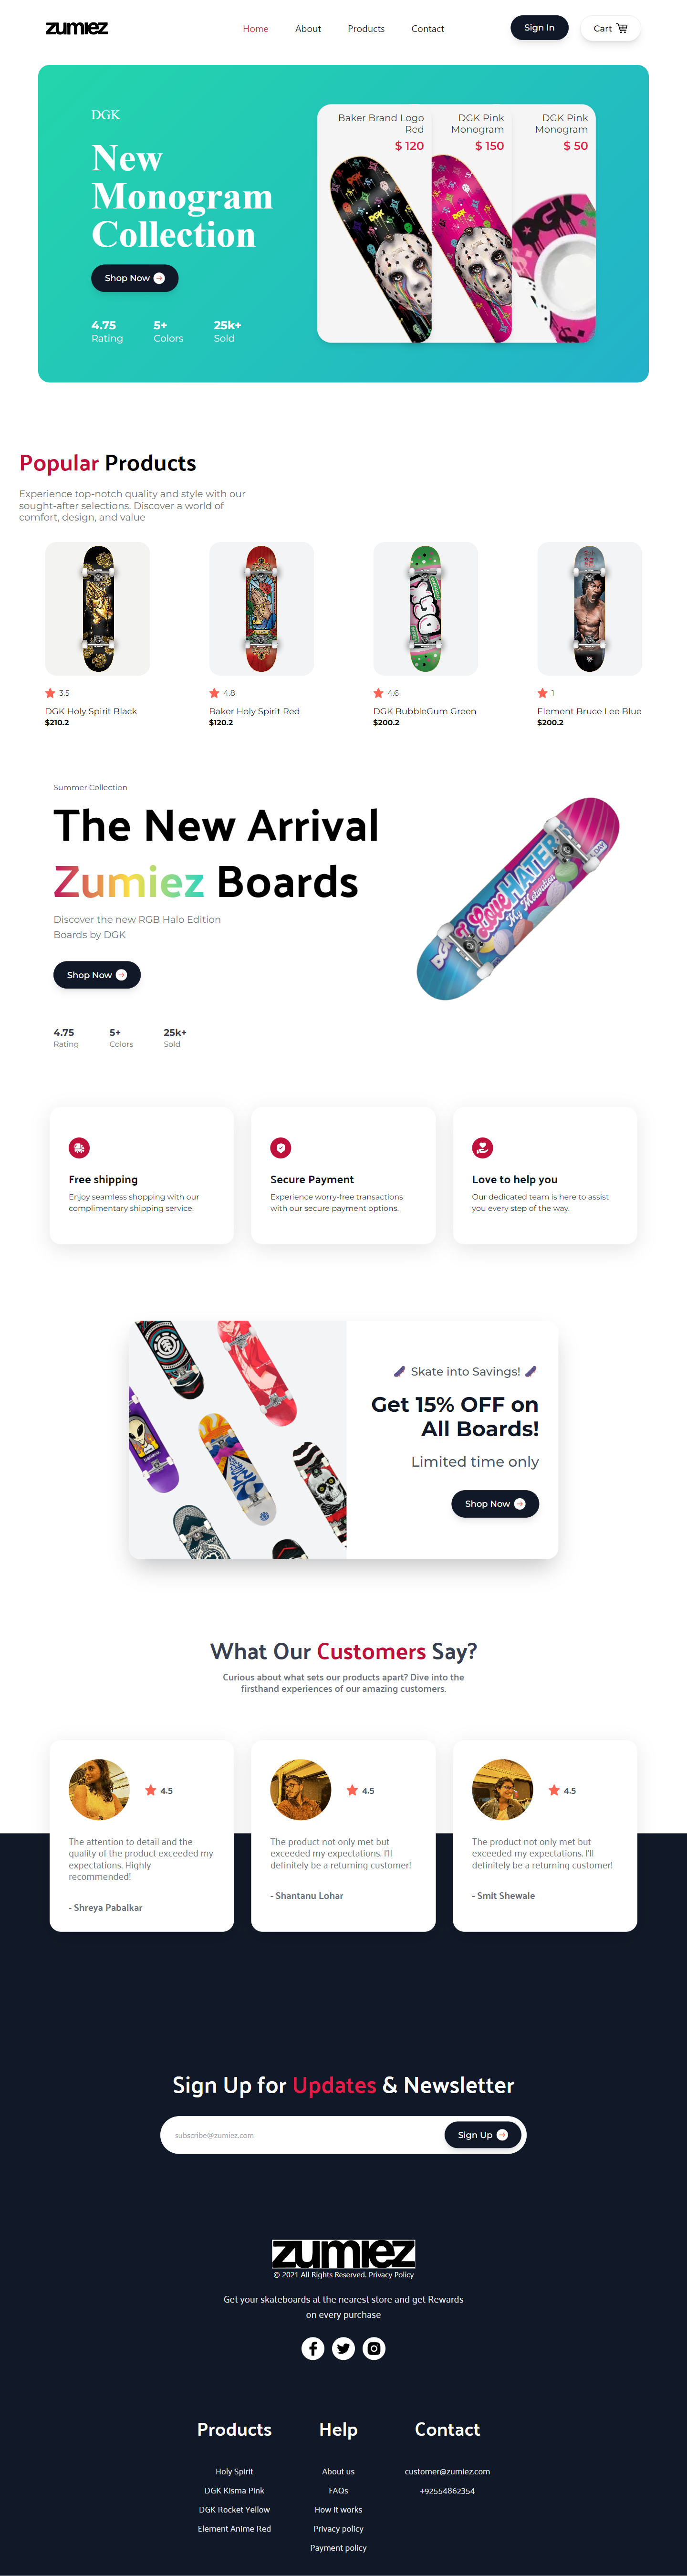 zumiez
Home
About
Products
Contact
Sign In
Cart
DGK
New
Monogram
Collection
Shop Now
4.75
Rating
5+
Colors
25k+
Sold
Baker Brand Logo
Red
$ 120
DGK Pink
Monogram
$ 150
DGK Pink
Monogram
$ 50
DGK
DGK
DGK
Popular Products
Experience top-notch quality and style with our
sought-after selections. Discover a world of
comfort, design, and value
DGK
3.5
DGK Holy Spirit Black
$210.2
4.8
Baker Holy Spirit Red
$120.2
4.6
DGK BubbleGum Green
$200.2
1
Element Bruce Lee Blue
$200.2
Summer Collection
The New Arrival
Zumiez Boards
Discover the new RGB Halo Edition
Boards by DGK
Shop Now
4.75
Rating
5+
Colors
25k+
Sold
Love HATERS
My Motivation
Free shipping
Enjoy seamless shopping with our
complimentary shipping service.
Secure Payment
Experience worry-free transactions
with our secure payment options.
Love to help you
Our dedicated team is here to assist
you every step of the way.
🛹 Skate into Savings! 🛹
Get 15% OFF on
All Boards!
Limited time only
Shop Now
What Our Customers Say?
Curious about what sets our products apart? Dive into the
firsthand experiences of our amazing customers.
4.5
The attention to detail and the
quality of the product exceeded my
expectations. Highly
recommended!
- Shreya Pabalkar
4.5
The product not only met but
exceeded my expectations. I'll
definitely be a returning customer!
- Shantanu Lohar
4.5
The product not only met but
exceeded my expectations. I'll
definitely be a returning customer!
- Smit Shewale
Sign Up for Updates & Newsletter
subscribe@zumiez.com
Sign Up
zumiez
© 2021 All Rights Reserved. Privacy Policy
Get your skateboards at the nearest store and get Rewards
on every purchase
Products
Holy Spirit
DGK Kisma Pink
DGK Rocket Yellow
Element Anime Red
Help
About us
FAQs
How it works
Privacy policy
Payment policy
Contact
customer@zumiez.com
+92554862354